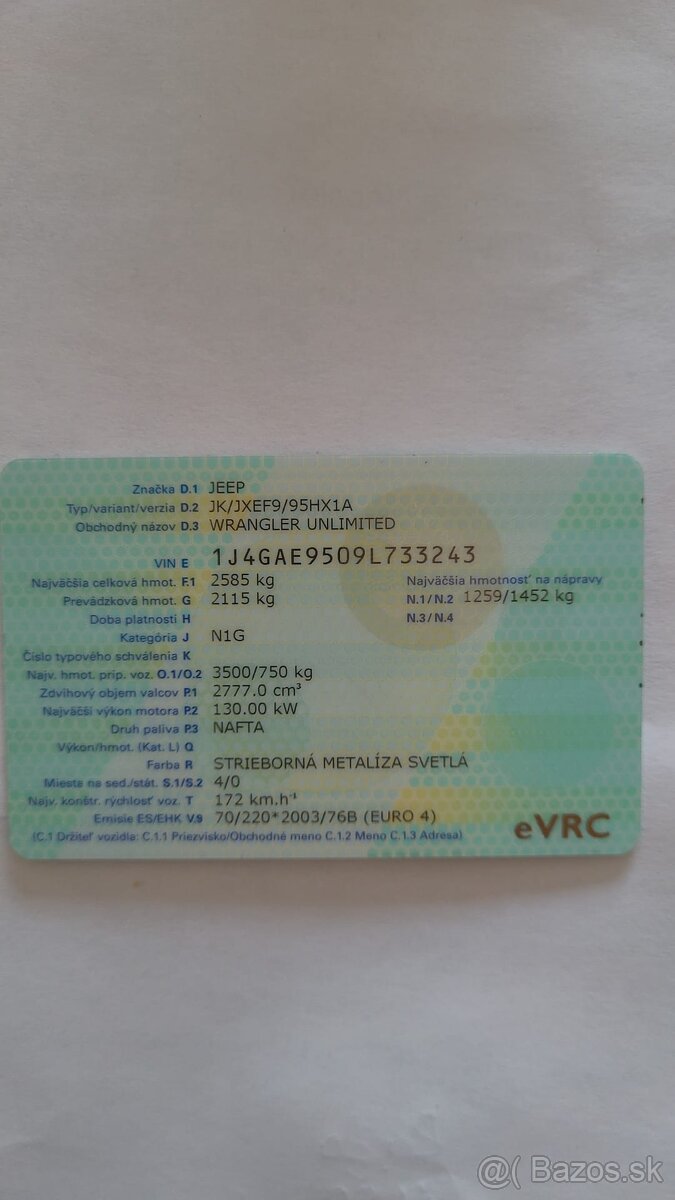 Značka D.1 JEEP
Typ/variant/verzia D.2 JK/JXEF9/95HX1A
Obchodný názov D.3 WRANGLER UNLIMITED
VIN E 1J4GAE9509L733243
Najväčšia celková hmot. F.1 2585 kg Najväčšia hmotnosť na nápravy
Prevádzková hmot. G 2115 kg N.1/N.2 1259/1452 kg
Doba platnosti H N.3/N.4
Kategória J N1G
Číslo typového schválenia K
Najv. hmot. príp. voz. O.1/O.2 3500/750 kg
Zdvihový objem valcov P.1 2777.0 cm³
Najväčší výkon motora P.2 130.00 kW
Druh paliva P.3 NAFTA
Výkon/hmot. (Kat. L) Q
Farba R STRIEBORNÁ METALÍZA SVETLÁ
Miesta na sed./stát. S.1/S.2 4/0
Najv. konštr. rýchlosť voz. T 172 km.h⁻¹
Emisie ES/EHK V.9 70/220*2003/76B (EURO 4)
(C.1 Držiteľ vozidla: C.1.1 Priezvisko/Obchodné meno C.1.2 Meno C.1.3 Adresa)
eVRC
@( Bazos.sk